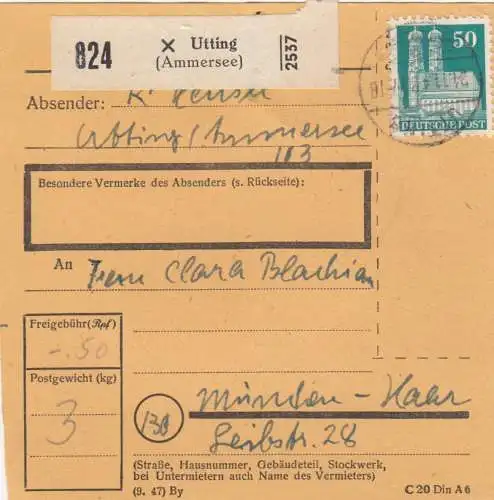 824 × Utting
(Ammersee)
2537
50
DEUTSCHE POST
Absender: K.
Utting/Ammersee
113
Besondere Vermerke des Absenders (s. Rückseite):
An Frau Clara Blachian
Freigebühr (Rpf)
-.50
Postgewicht (kg)
3
13B
München-Haar
Leibstr. 28
(Straße, Hausnummer, Gebäudeteil, Stockwerk,
bei Untermietern auch Name des Vermieters)
(9. 47) By
C 20 Din A 6